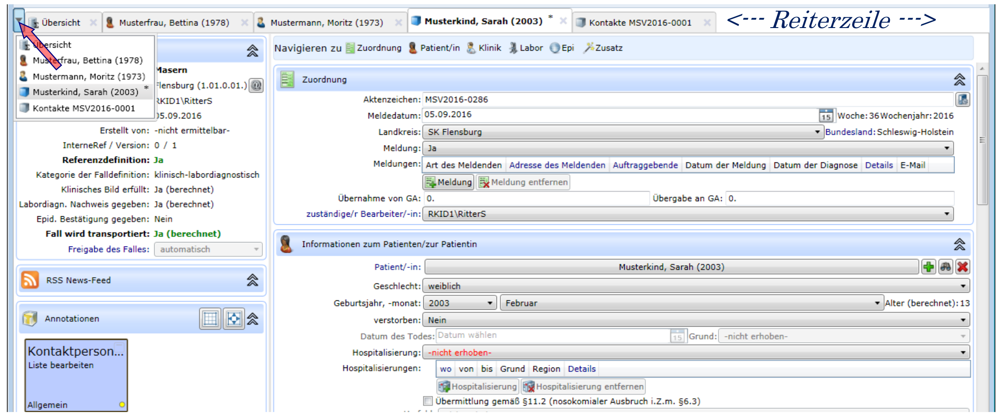 Übersicht
Musterfrau, Bettina (1978)
Mustermann, Moritz (1973)
Musterkind, Sarah (2003) *
Kontakte MSV2016-0001
<--- Reiterzeile --->
Übersicht
Musterfrau, Bettina (1978)
Mustermann, Moritz (1973)
Musterkind, Sarah (2003) *
Kontakte MSV2016-0001
Masern
Flensburg (1.01.0.01.)
RKID1\RitterS
05.09.2016
Erstellt von: -nicht ermittelbar-
InterneRef / Version: 0 / 1
Referenzdefinition: Ja
Kategorie der Falldefinition: klinisch-labordiagnostisch
Klinisches Bild erfüllt: Ja (berechnet)
Labordiagn. Nachweis gegeben: Ja (berechnet)
Epid. Bestätigung gegeben: Nein
Fall wird transportiert: Ja (berechnet)
Freigabe des Falles: automatisch
RSS News-Feed
Annotationen
Kontaktperson...
Liste bearbeiten
Allgemein
Navigieren zu Zuordnung Patient/in Klinik Labor Epi Zusatz
Zuordnung
Aktenzeichen: MSV2016-0286
Meldedatum: 05.09.2016 15 Woche: 36 Wochenjahr: 2016
Landkreis: SK Flensburg Bundesland: Schleswig-Holstein
Meldung: Ja
Meldungen: Art des Meldenden Adresse des Meldenden Auftraggebende Datum der Meldung Datum der Diagnose Details E-Mail
Meldung Meldung entfernen
Übernahme von GA: 0. Übergabe an GA: 0.
zuständige/r Bearbeiter/-in: RKID1\RitterS
Informationen zum Patienten/zur Patientin
Patient/-in: Musterkind, Sarah (2003)
Geschlecht: weiblich
Geburtsjahr, -monat: 2003 Februar Alter (berechnet): 13
verstorben: Nein
Datum des Todes: Datum wählen 15 Grund: -nicht erhoben-
Hospitalisierung: -nicht erhoben-
Hospitalisierungen: wo von bis Grund Region Details
Hospitalisierung Hospitalisierung entfernen
Übermittlung gemäß §11.2 (nosokomialer Ausbruch i.Z.m. §6.3)